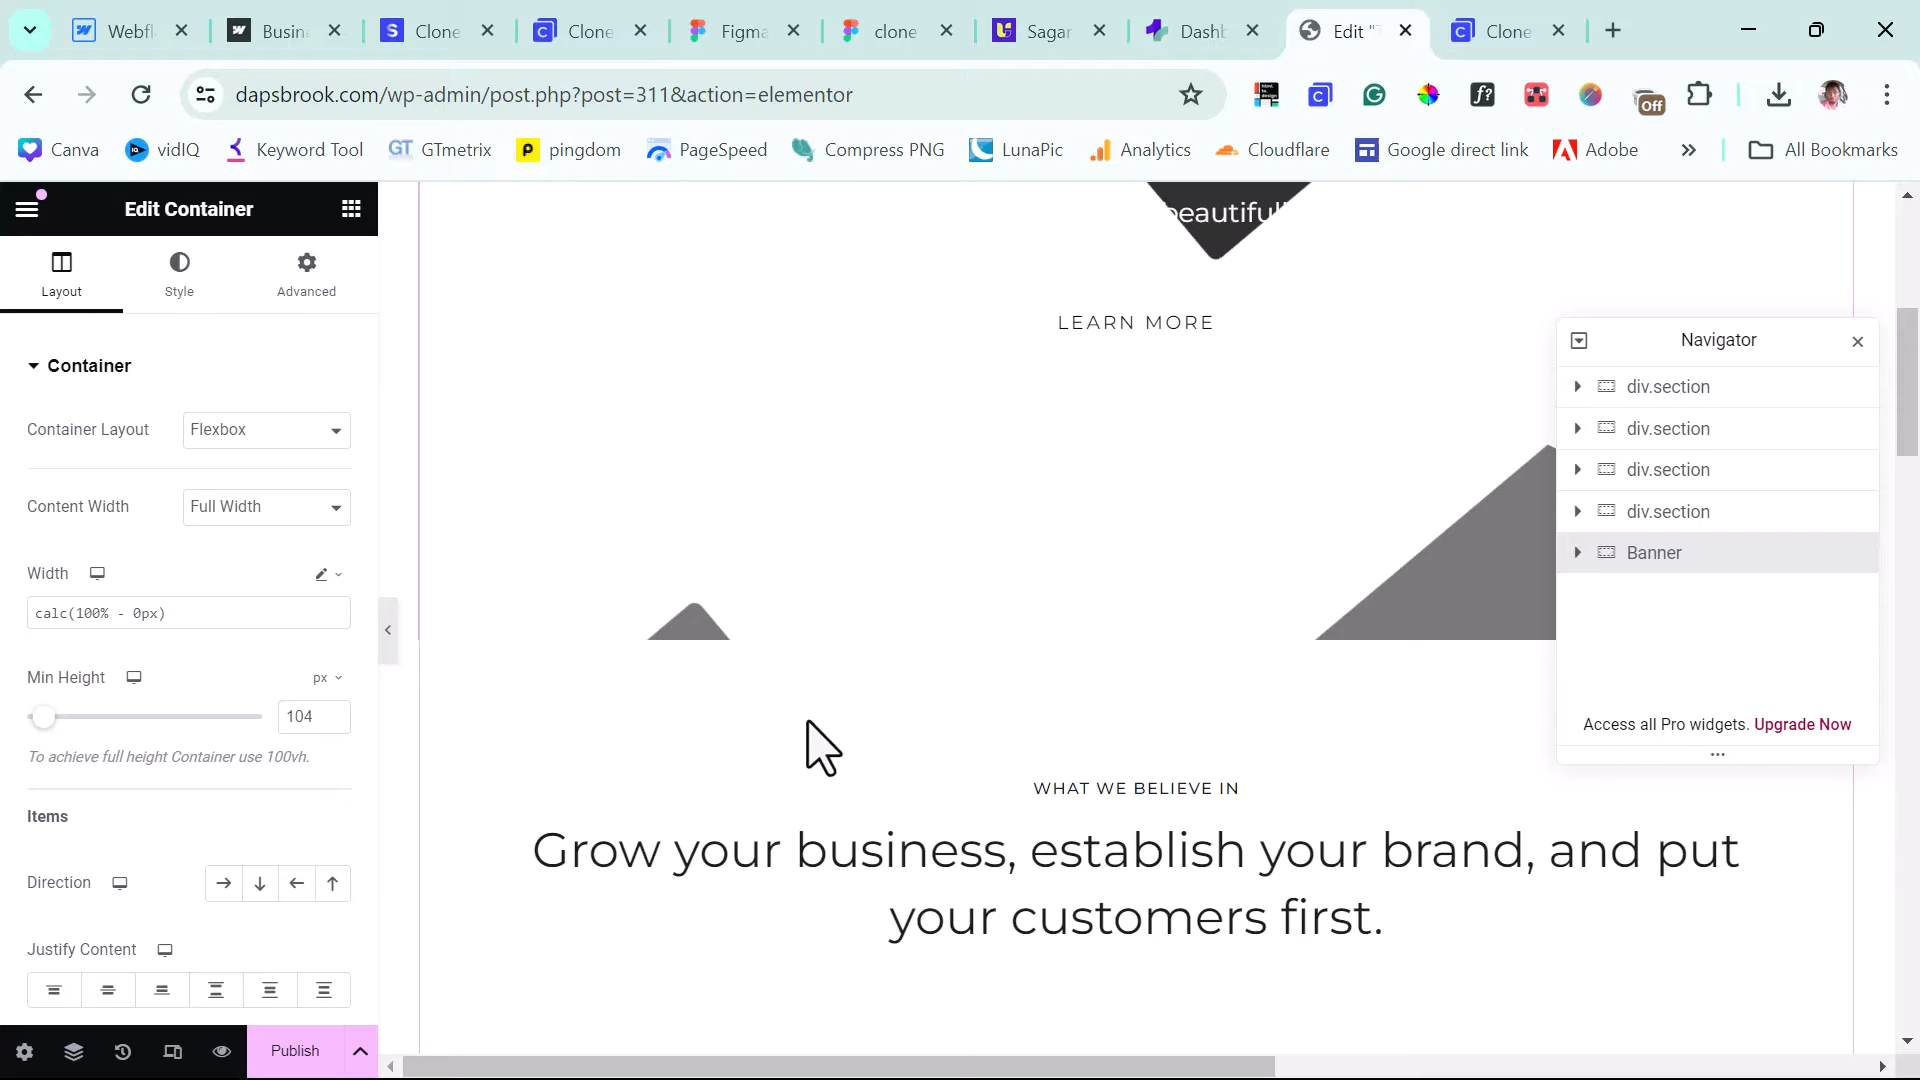 Webfl
Busin
Clone
Clone
Figma
clone
Sagar
Dashb
Edit "T
Clone
dapsbrook.com/wp-admin/post.php?post=311&action=elementor
Off
Canva
vidIQ
Keyword Tool
GT GTmetrix
pingdom
PageSpeed
Compress PNG
LunaPic
Analytics
Cloudflare
Google direct link
Adobe
»
All Bookmarks
Edit Container
Layout
Style
Advanced
Container
Container Layout
Flexbox
Content Width
Full Width
Width
calc(100% - 0px)
Min Height
px
104
To achieve full height Container use 100vh.
Items
Direction
Justify Content
Publish
beautiful
LEARN MORE
WHAT WE BELIEVE IN
Grow your business, establish your brand, and put
your customers first.
Navigator
div.section
div.section
div.section
div.section
Banner
Access all Pro widgets. Upgrade Now